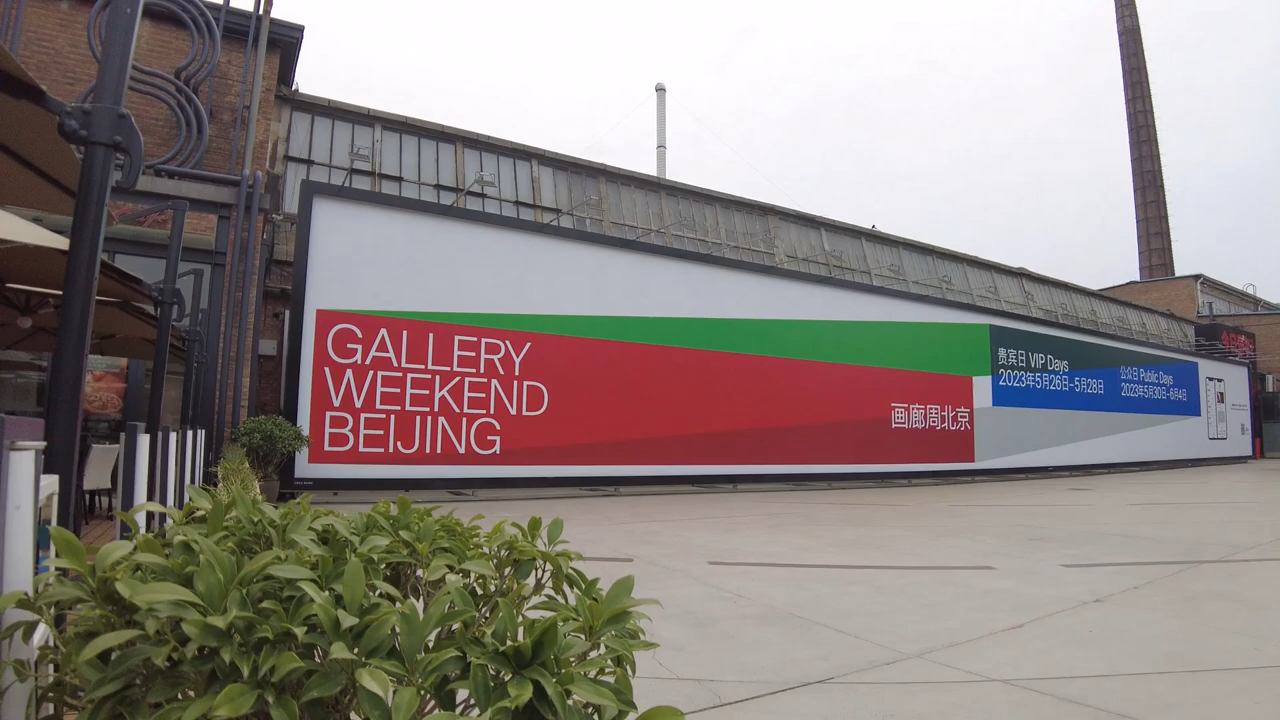 GALLERY
WEEKEND
BEIJING
画廊周北京
贵宾日 VIP Days
2023年5月26日-5月28日
公众日 Public Days
2023年5月30日-6月4日